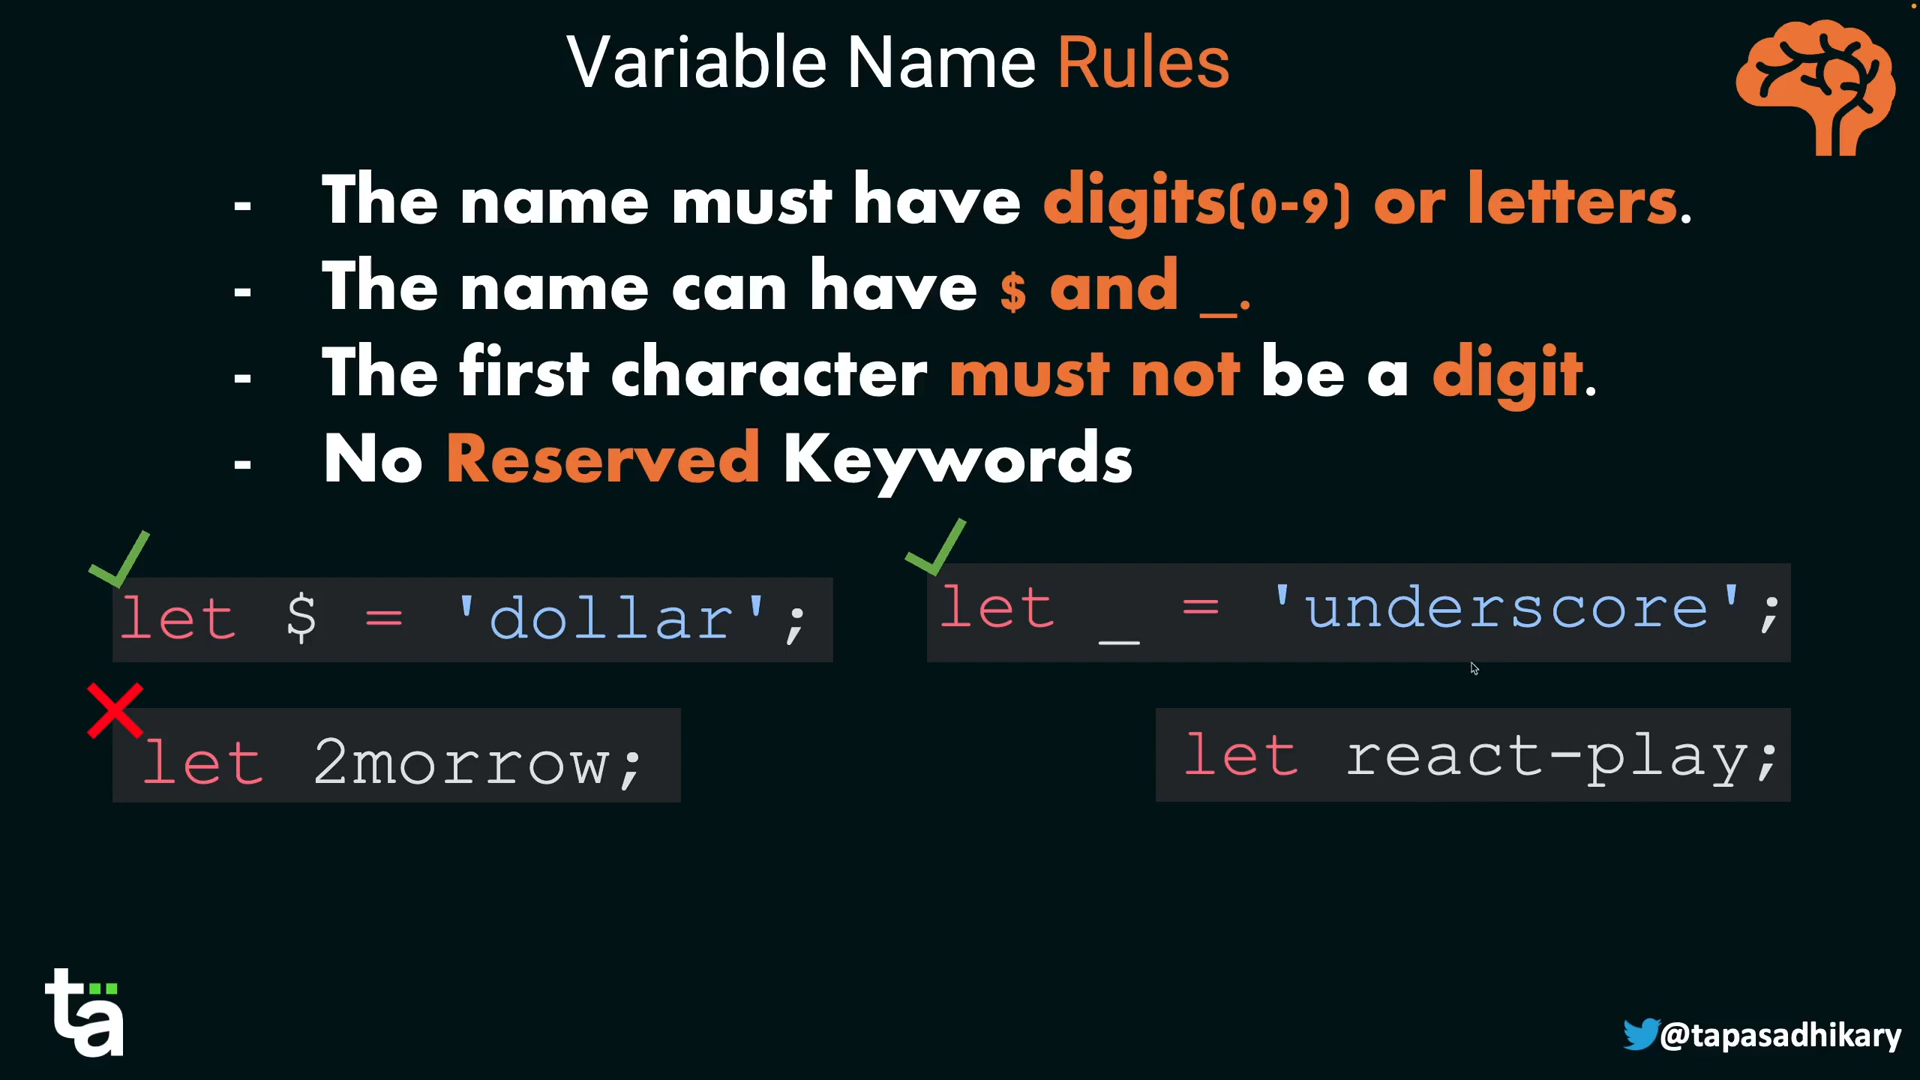 Variable Name Rules
- The name must have digits(0-9) or letters.
- The name can have $ and _.
- The first character must not be a digit.
- No Reserved Keywords
let $ = 'dollar';
let _ = 'underscore';
let 2morrow;
let react-play;
ta
@tapasadhikary